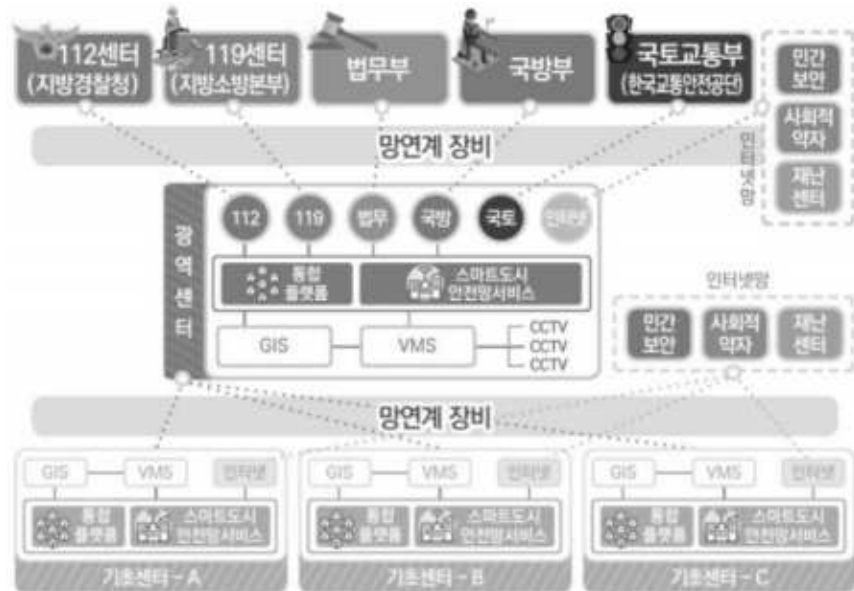 112센터
(지방경찰청)
119센터
(지방소방본부)
법무부
국방부
국토교통부
(한국교통안전공단)
민간
보안
사회적
약자
재난
센터
인터넷망
망연계 장비
광역센터
112
119
법무
국방
국토
인터넷
통합
플랫폼
스마트도시
안전망서비스
GIS
VMS
CCTV
CCTV
CCTV
인터넷망
민간
보안
사회적
약자
재난
센터
망연계 장비
GIS
VMS
인터넷
통합
플랫폼
스마트도시
안전망서비스
기초센터-A
GIS
VMS
인터넷
통합
플랫폼
스마트도시
안전망서비스
기초센터-B
GIS
VMS
인터넷
통합
플랫폼
스마트도시
안전망서비스
기초센터-C